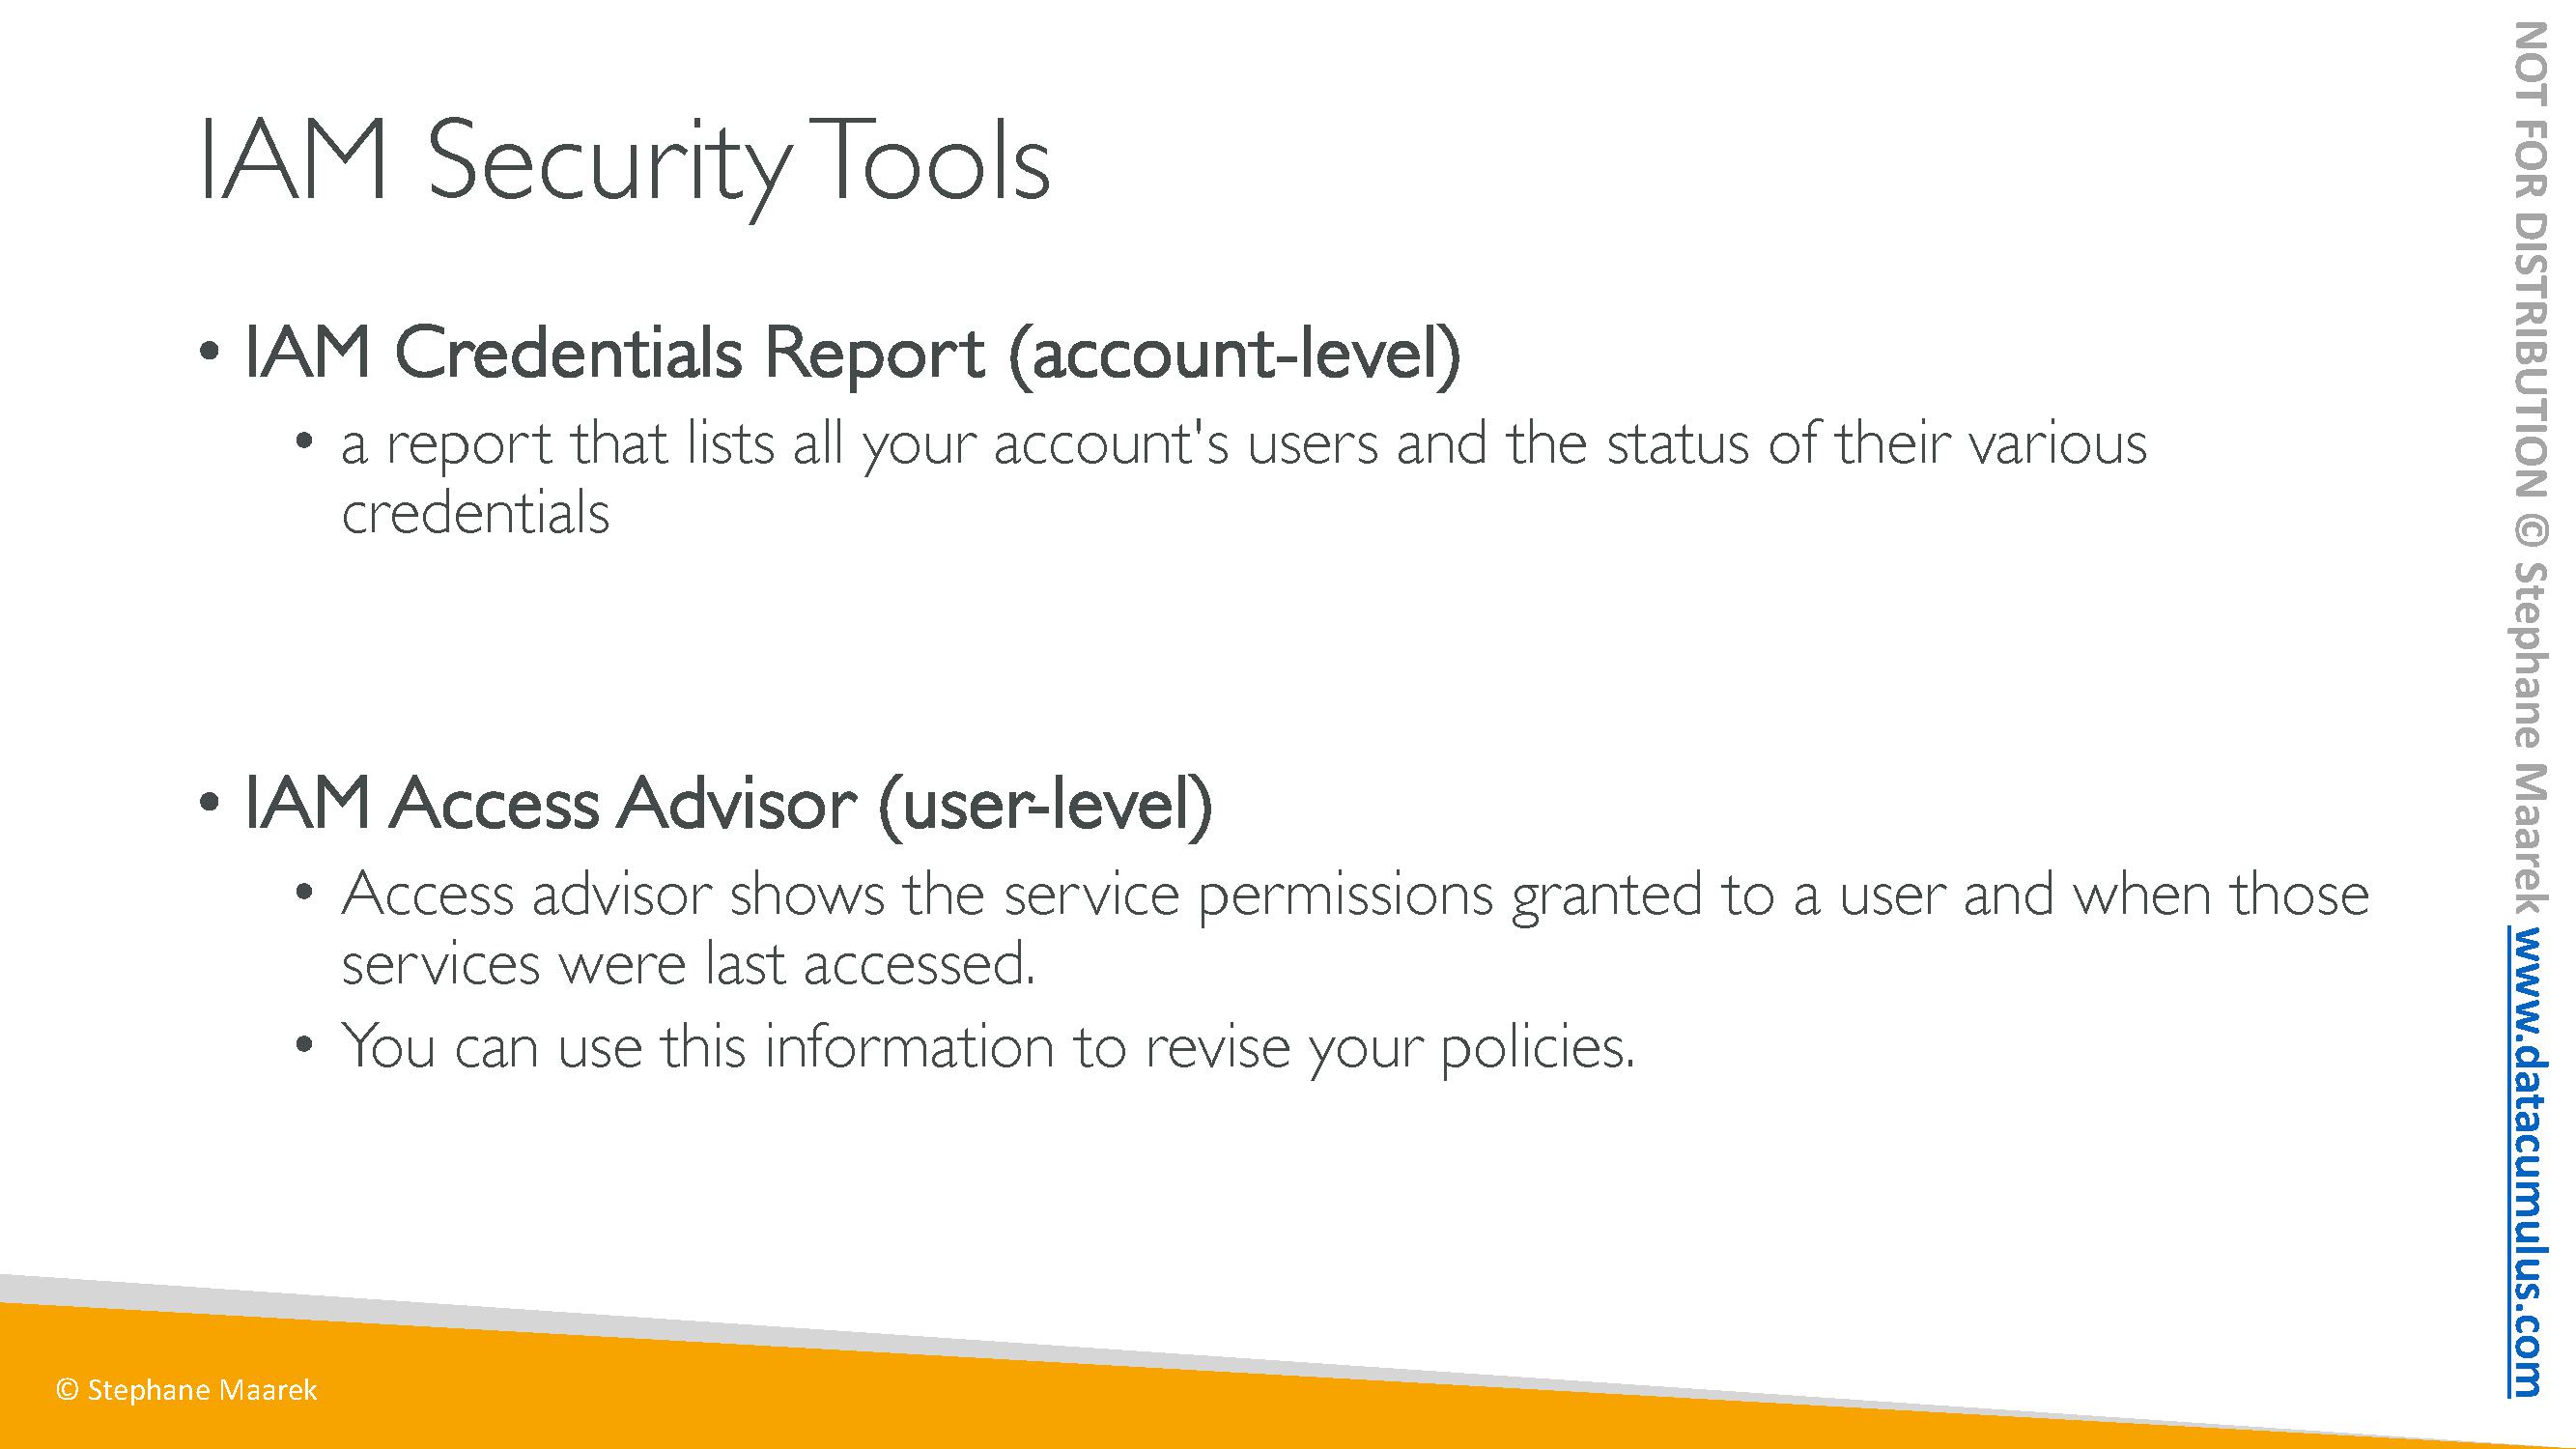 IAM Security Tools
• IAM Credentials Report (account-level)
• a report that lists all your account's users and the status of their various
credentials
• IAM Access Advisor (user-level)
• Access advisor shows the service permissions granted to a user and when those
services were last accessed.
• You can use this information to revise your policies.
© Stephane Maarek
NOT FOR DISTRIBUTION © Stephane Maarek www.datacumulus.com